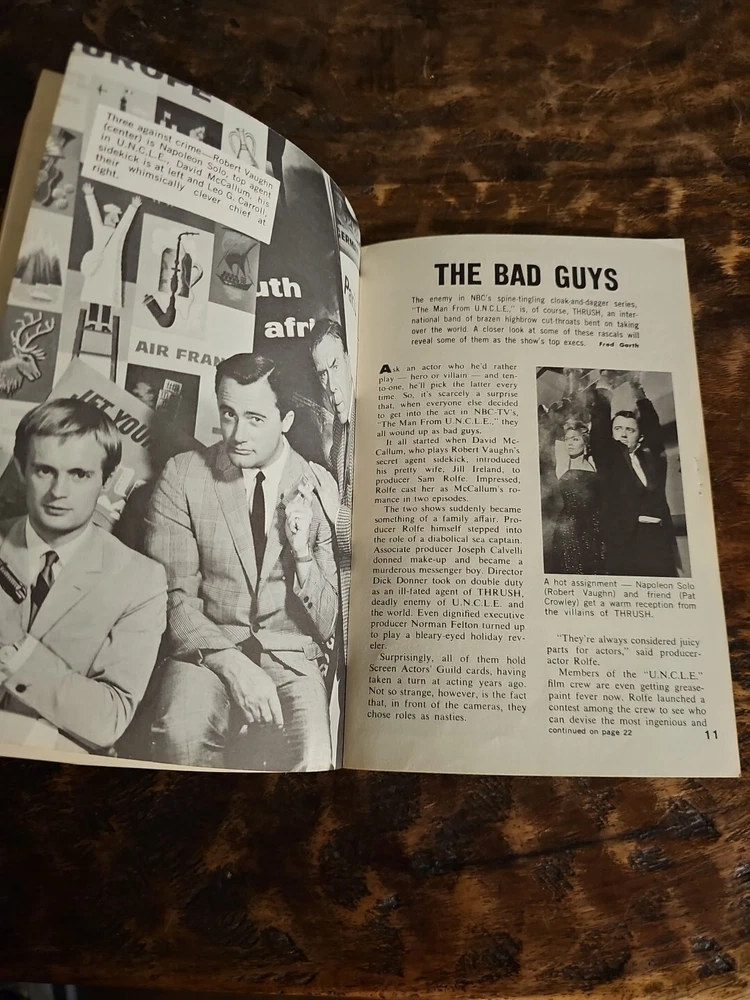 EUROPE
Three against crime—Robert Vaughn
(center) is Napoleon Solo, top agent
in U.N.C.L.E., David McCallum, his
sidekick is at left and Leo G. Carroll,
their whimsically clever chief at
right.
uth
afri
AIR FRAN
JET YOU
THE BAD GUYS
The enemy in NBC's spine-tingling cloak-and-dagger series,
"The Man From U.N.C.L.E.," is, of course, THRUSH, an inter-
national band of brazen highbrow cut-throats bent on taking
over the world. A closer look at some of these rascals will
reveal some of them as the show's top execs. Fred Garth
Ask an actor who he'd rather
play — hero or villain — and ten-
to-one, he'll pick the latter every
time. So, it's scarcely a surprise
that, when everyone else decided
to get into the act in NBC-TV's,
"The Man From U.N.C.L.E.," they
all wound up as bad guys.
It all started when David Mc-
Callum, who plays Robert Vaughn's
secret agent sidekick, introduced
his pretty wife, Jill Ireland, to
producer Sam Rolfe. Impressed,
Rolfe cast her as McCallum's ro-
mance in two episodes.
The two shows suddenly became
something of a family affair. Pro-
ducer Rolfe himself stepped into
the role of a diabolical sea captain.
Associate producer Joseph Calvelli
donned make-up and became a
murderous messenger boy. Director
Dick Donner took on double duty
as an ill-fated agent of THRUSH,
deadly enemy of U.N.C.L.E. and
the world. Even dignified executive
producer Norman Felton turned up
to play a bleary-eyed holiday rev-
eler.
Surprisingly, all of them hold
Screen Actors' Guild cards, having
taken a turn at acting years ago.
Not so strange, however, is the fact
that, in front of the cameras, they
chose roles as nasties.
A hot assignment — Napoleon Solo
(Robert Vaughn) and friend (Pat
Crowley) get a warm reception from
the villains of THRUSH.
"They're always considered juicy
parts for actors," said producer-
actor Rolfe.
Members of the "U.N.C.L.E."
film crew are even getting grease-
paint fever now. Rolfe launched a
contest among the crew to see who
can devise the most ingenious and
continued on page 22
11